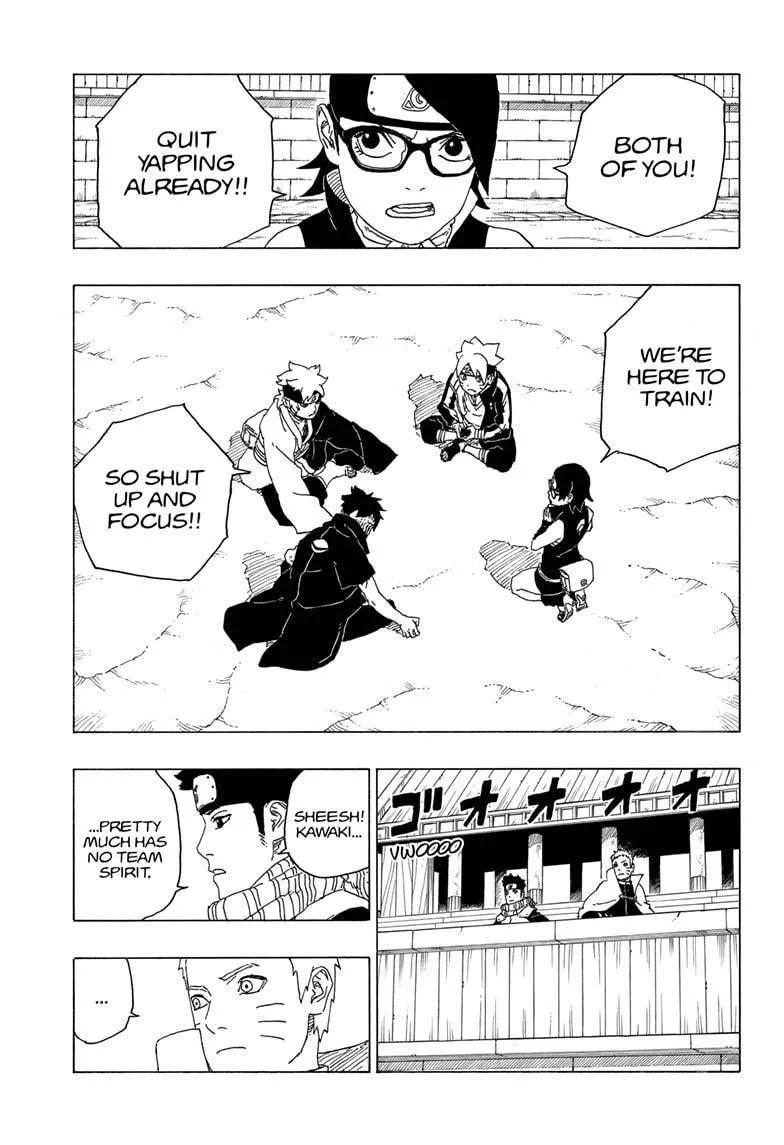 BOTH
OF YOU!
QUIT
YAPPING
ALREADY!!
WE'RE
HERE TO
TRAIN!
SO SHUT
UP AND
FOCUS!!
ゴオオオオ
VWOOOO
SHEESH!
KAWAKI...
...PRETTY
MUCH HAS
NO TEAM
SPIRIT.
...